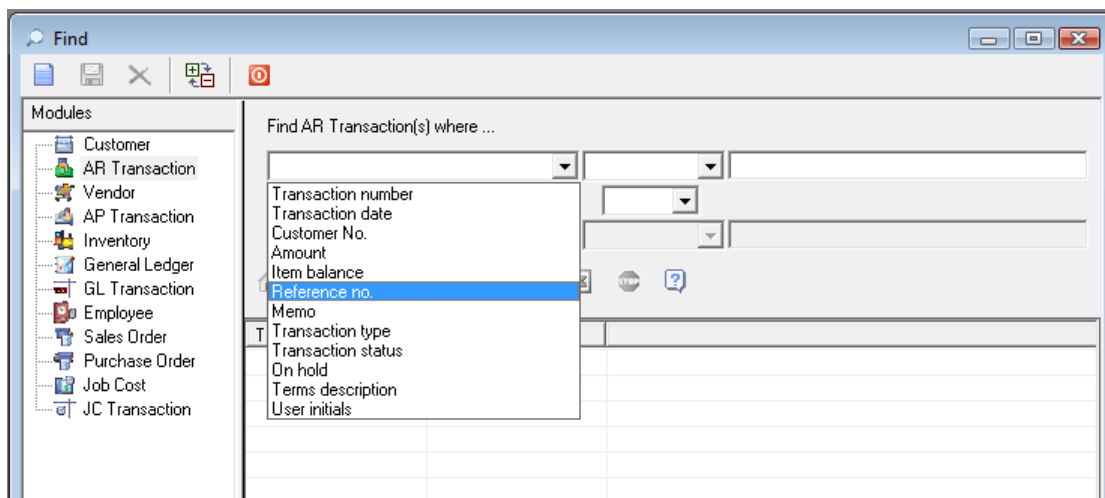 Find
Modules
Customer
AR Transaction
Vendor
AP Transaction
Inventory
General Ledger
GL Transaction
Employee
Sales Order
Purchase Order
Job Cost
JC Transaction
Find AR Transaction(s) where ...
Transaction number
Transaction date
Customer No.
Amount
Item balance
Reference no.
Memo
Transaction type
Transaction status
On hold
Terms description
User initials
T